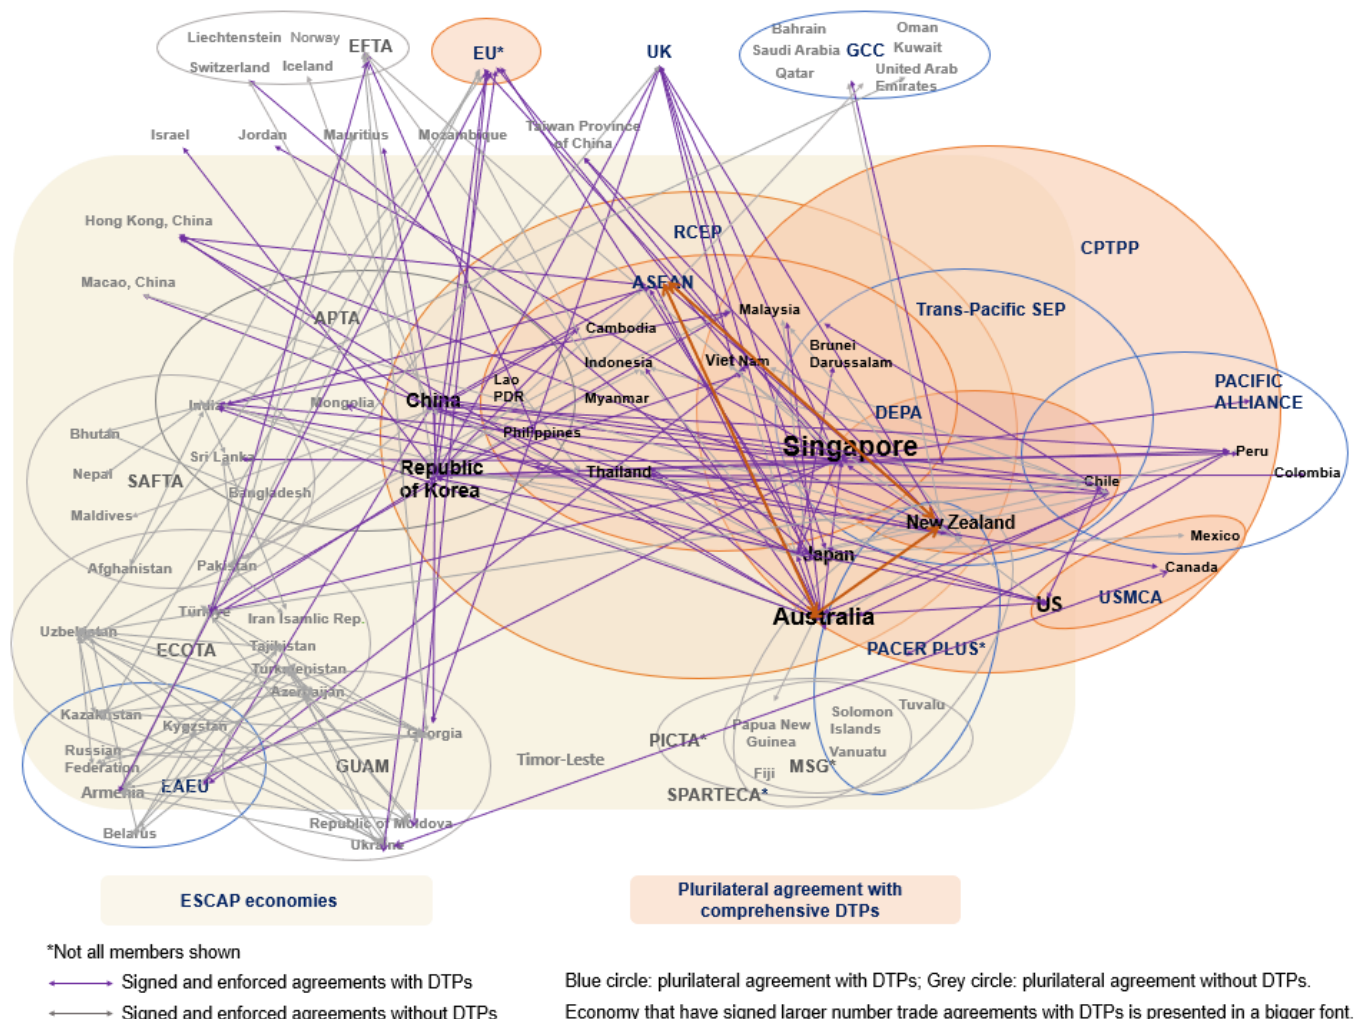 Liechtenstein Norway EFTA
Switzerland Iceland
EU*
UK
Bahrain Oman
Saudi Arabia GCC Kuwait
Qatar United Arab
Emirates
Israel Jordan Mauritius Mozambique Taiwan Province
of China
Hong Kong, China
RCEP
CPTPP
Macao, China
ASEAN
APTA
Malaysia
Trans-Pacific SEP
Cambodia
Brunei
Darussalam
Indonesia
Viet Nam
Lao
PDR
Myanmar
PACIFIC
ALLIANCE
India
Mongolia
China
DEPA
Bhutan
Philippines
Singapore
Sri Lanka
Peru
Nepal
SAFTA
Bangladesh
Republic
of Korea
Thailand
Chile
Colombia
Maldives
New Zealand
Mexico
Afghanistan
Pakistan
Japan
Canada
Türkiye
Iran Isamlic Rep.
US
USMCA
Australia
Uzbekistan
ECOTA
Tajikistan
PACER PLUS*
Turkmenistan
Azerbaijan
Kazakhstan
Kygzstan
Georgia
Tuvalu
Solomon
Islands
Papua New
Guinea
PICTA*
Russian
Federation
Vanuatu
Timor-Leste
GUAM
MSG*
Fiji
EAEU
Armenia
SPARTECA*
Belarus
Republic of Moldova
Ukraine
ESCAP economies
Plurilateral agreement with
comprehensive DTPs
*Not all members shown
Signed and enforced agreements with DTPs
Blue circle: plurilateral agreement with DTPs; Grey circle: plurilateral agreement without DTPs.
Signed and enforced agreements without DTPs
Economy that have signed larger number trade agreements with DTPs is presented in a bigger font.